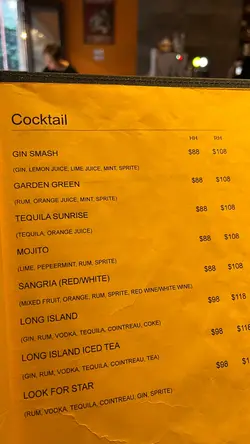 Cocktail
HH RH
GIN SMASH $88 $108
(GIN, LEMON JUICE, LIME JUICE, MINT, SPRITE)
GARDEN GREEN $88 $108
(RUM, ORANGE JUICE, MINT, SPRITE)
TEQUILA SUNRISE $88 $108
(TEQUILA, ORANGE JUICE)
MOJITO $88 $108
(LIME, PEPEERMINT, RUM, SPRITE)
SANGRIA (RED/WHITE) $88 $108
(MIXED FRUIT, ORANGE, RUM, SPRITE, RED WINE/WHITE WINE)
LONG ISLAND $98 $118
(GIN, RUM, VODKA, TEQUILA, COINTREAU, COKE)
LONG ISLAND ICED TEA $98
(GIN, RUM, VODKA, TEQUILA, COINTREAU, TEA)
LOOK FOR STAR $98
(RUM, VODKA, TEQUILA, COINTREAU, GIN, SPRITE)